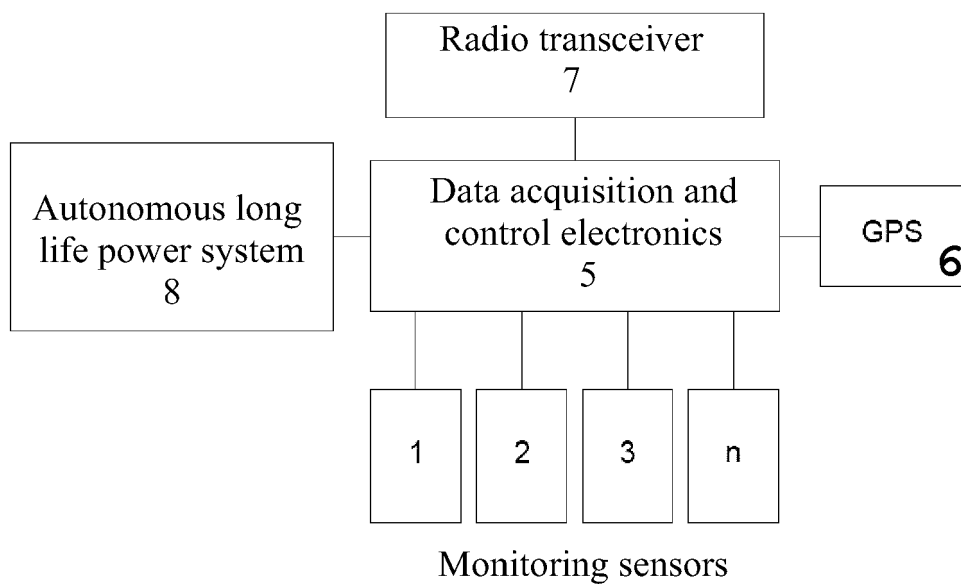 Radio transceiver
7
Autonomous long
life power system
8
Data acquisition and
control electronics
5
GPS
6
1
2
3
n
Monitoring sensors